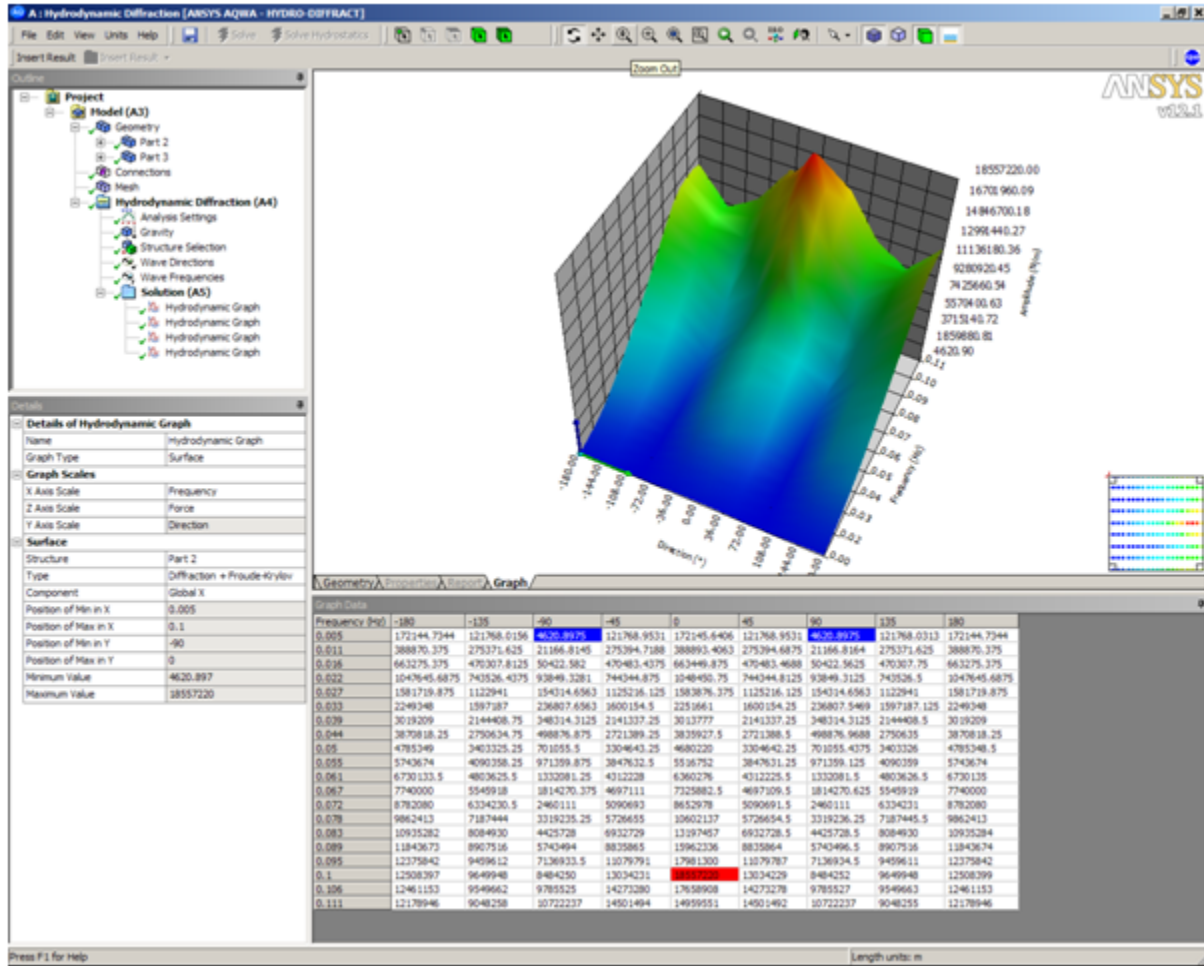 A : Hydrodynamic Diffraction [ANSYS AQWA - HYDRO-DIFFRACT]
File Edit View Units Help Solve Solve Hydrostatics
Insert Result Insert Result
Zoom Out
Outline
Project
Model (A3)
Geometry
Part 2
Part 3
Connections
Mesh
Hydrodynamic Diffraction (A4)
Analysis Settings
Gravity
Structure Selection
Wave Directions
Wave Frequencies
Solution (A5)
Hydrodynamic Graph
Hydrodynamic Graph
Hydrodynamic Graph
Hydrodynamic Graph
Details
Details of Hydrodynamic Graph
Name Hydrodynamic Graph
Graph Type Surface
Graph Scales
X Axis Scale Frequency
Z Axis Scale Force
Y Axis Scale Direction
Surface
Structure Part 2
Type Diffraction + Froude-Krylov
Component Global X
Position of Min in X 0.005
Position of Max in X 0.1
Position of Min in Y -90
Position of Max in Y 0
Minimum Value 4620.897
Maximum Value 18557220
ANSYS
v12.1
18557220.00
16701960.09
14846700.18
12991440.27
11136180.36
9280920.45
7425660.54
5570400.63
3715140.72
1859880.81
4620.90
Amplitude (N/m)
0.11
0.10
0.09
0.08
0.07
0.06
0.05
0.04
0.03
0.02
0.00
Frequency (Hz)
-180.00
-144.00
-108.00
-72.00
-36.00
0.00
36.00
72.00
108.00
144.00
Direction (°)
Geometry Properties Report Graph
Graph Data
Frequency (Hz) -180 -135 -90 -45 0 45 90 135 180
0.005 172144.7344 121768.0156 4620.8975 121768.9531 172145.6406 121768.9531 4620.8975 121768.0313 172144.7344
0.011 388870.375 275371.625 21166.8145 275394.7188 388893.4063 275394.6875 21166.8164 275371.625 388870.375
0.016 663275.375 470307.8125 50422.582 470483.4375 663449.875 470483.4688 50422.5625 470307.75 663275.375
0.022 1047645.6875 743526.4375 93849.3281 744344.875 1048450.75 744344.8125 93849.3125 743526.5 1047645.6875
0.027 1581719.875 1122941 154314.6563 1125216.125 1583876.375 1125216.125 154314.6563 1122941 1581719.875
0.033 2249348 1597187 236807.6563 1600154.5 2251661 1600154.25 236807.5469 1597187.125 2249348
0.039 3019209 2144408.75 348314.3125 2141337.25 3013777 2141337.25 348314.3125 2144408.5 3019209
0.044 3870818.25 2750634.75 498876.875 2721389.25 3835927.5 2721388.5 498876.9688 2750635 3870818.25
0.05 4785349 3403325.25 701055.5 3304643.25 4680220 3304642.25 701055.4375 3403326 4785348.5
0.055 5743674 4090358.25 971359.875 3847632.5 5516752 3847631.25 971359.125 4090359 5743674
0.061 6730133.5 4803625.5 1332081.25 4312228 6360276 4312225.5 1332081.5 4803626.5 6730135
0.067 7740000 5545918 1814270.375 4697111 7325882.5 4697109.5 1814270.625 5545919 7740000
0.072 8782080 6334230.5 2460111 5090693 8652978 5090691.5 2460111 6334231 8782080
0.078 9862413 7187444 3319235.25 5726655 10602137 5726654.5 3319236.25 7187445.5 9862413
0.083 10935282 8084930 4425728 6932729 13197457 6932728.5 4425728.5 8084930 10935284
0.089 11843673 8907516 5743494 8835865 15962336 8835864 5743496.5 8907516 11843674
0.095 12375842 9459612 7136933.5 11079791 17981300 11079787 7136934.5 9459611 12375842
0.1 12508397 9649948 8484250 13034231 18557220 13034229 8484252 9649948 12508399
0.106 12461153 9549662 9785525 14273280 17658908 14273278 9785527 9549663 12461153
0.111 12178946 9048258 10722237 14501494 14959551 14501492 10722237 9048255 12178946
Press F1 for Help Length units: m